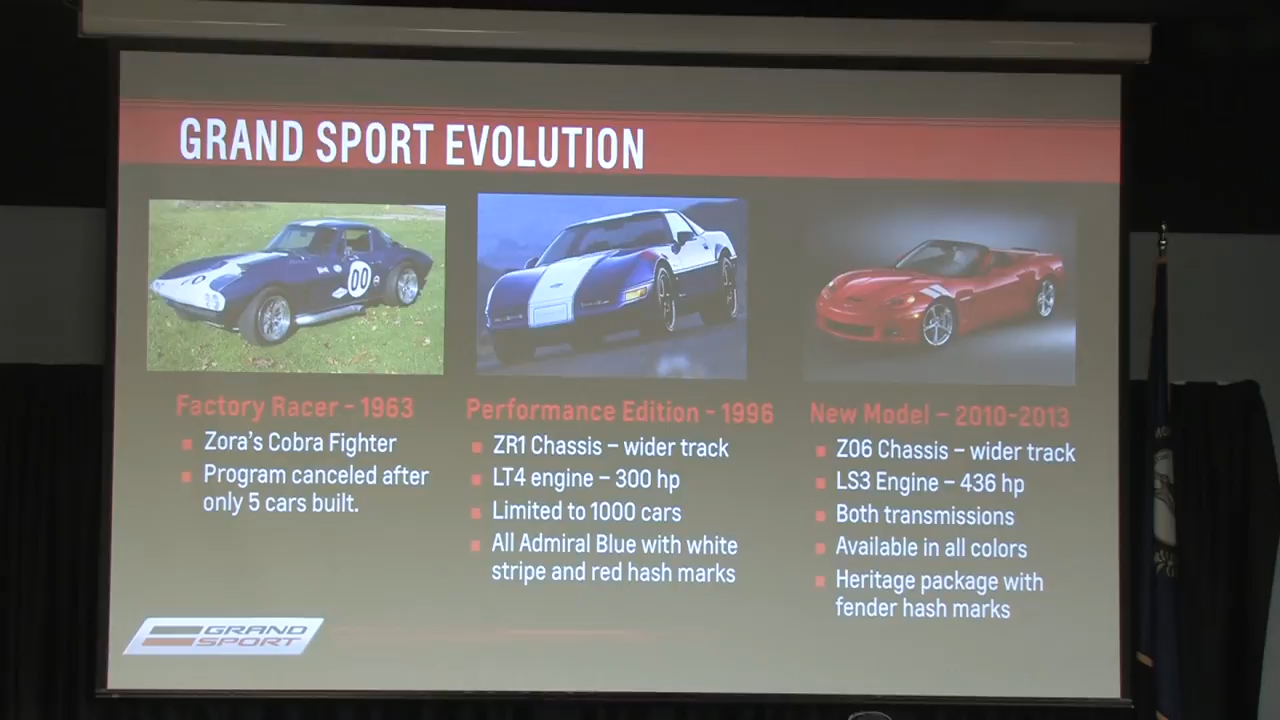 GRAND SPORT EVOLUTION
00
Factory Racer - 1963
Zora's Cobra Fighter
Program canceled after
only 5 cars built.
Performance Edition - 1996
ZR1 Chassis – wider track
LT4 engine – 300 hp
Limited to 1000 cars
All Admiral Blue with white
stripe and red hash marks
New Model – 2010-2013
Z06 Chassis – wider track
LS3 Engine – 436 hp
Both transmissions
Available in all colors
Heritage package with
fender hash marks
GRAND
SPORT